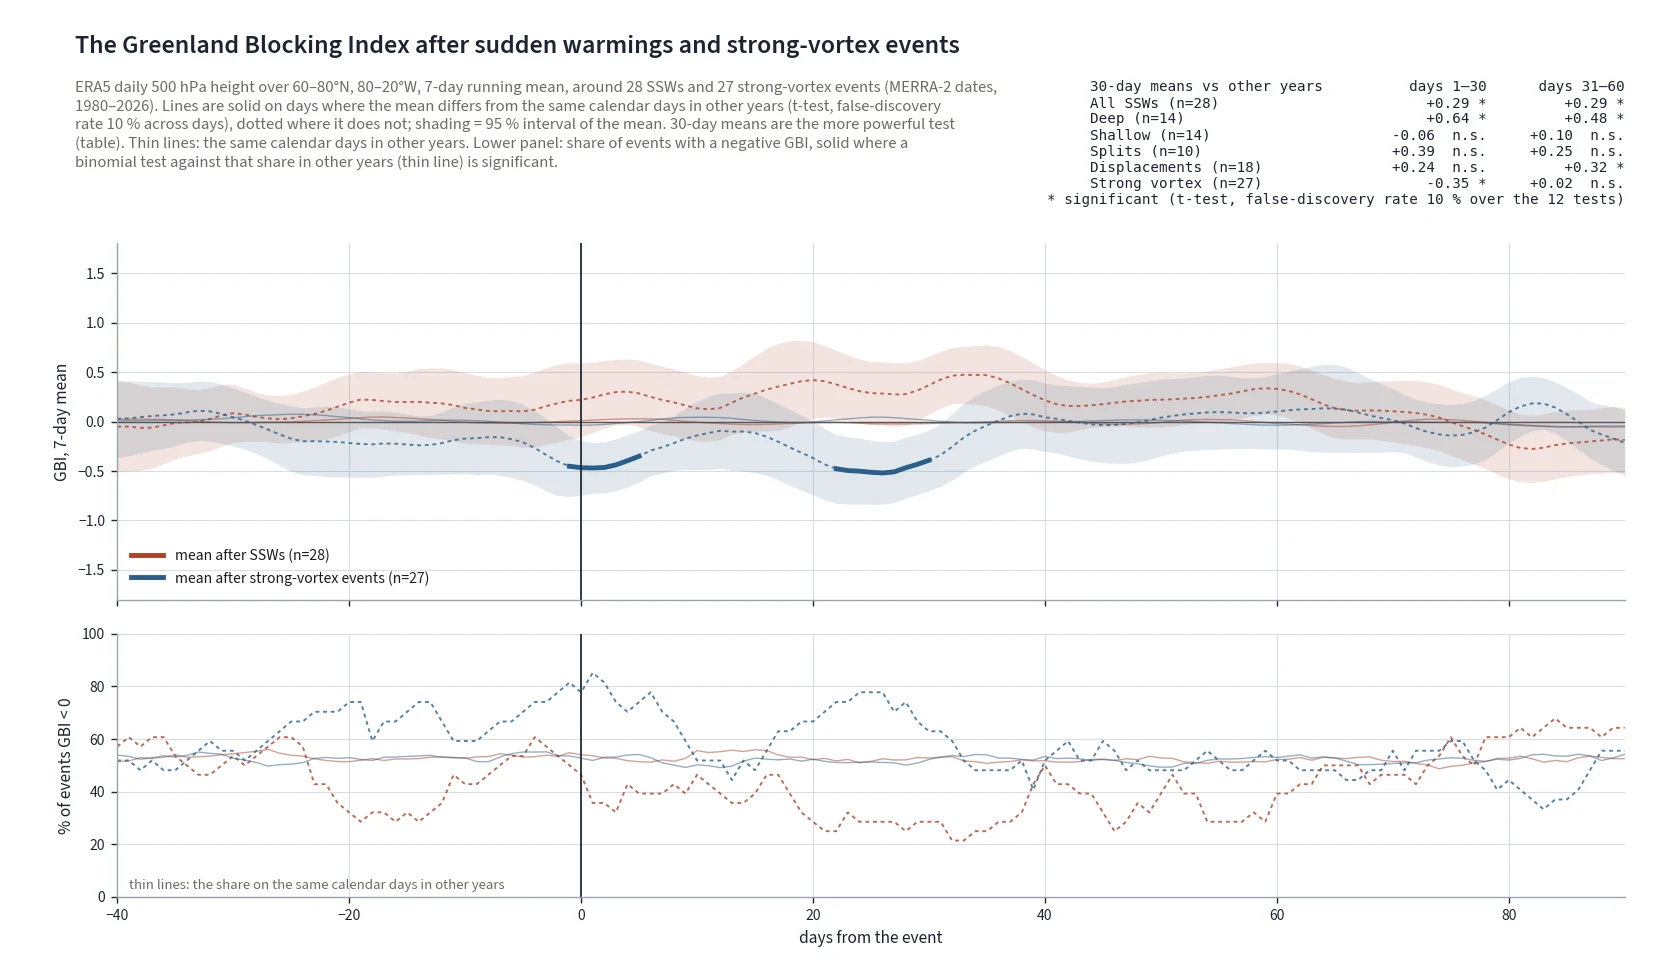 The Greenland Blocking Index after sudden warmings and strong-vortex events
ERA5 daily 500 hPa height over 60–80°N, 80–20°W, 7-day running mean, around 28 SSWs and 27 strong-vortex events (MERRA-2 dates,
1980–2026). Lines are solid on days where the mean differs from the same calendar days in other years (t-test, false-discovery
rate 10 % across days), dotted where it does not; shading = 95 % interval of the mean. 30-day means are the more powerful test
(table). Thin lines: the same calendar days in other years. Lower panel: share of events with a negative GBI, solid where a
binomial test against that share in other years (thin line) is significant.
30-day means vs other years days 1–30 days 31–60
All SSWs (n=28) +0.29 * +0.29 *
Deep (n=14) +0.64 * +0.48 *
Shallow (n=14) -0.06 n.s. +0.10 n.s.
Splits (n=10) +0.39 n.s. +0.25 n.s.
Displacements (n=18) +0.24 n.s. +0.32 *
Strong vortex (n=27) -0.35 * +0.02 n.s.
* significant (t-test, false-discovery rate 10 % over the 12 tests)
GBI, 7-day mean
1.5
1.0
0.5
0.0
−0.5
−1.0
−1.5
mean after SSWs (n=28)
mean after strong-vortex events (n=27)
% of events GBI < 0
100
80
60
40
20
0
thin lines: the share on the same calendar days in other years
−40 −20 0 20 40 60 80
days from the event